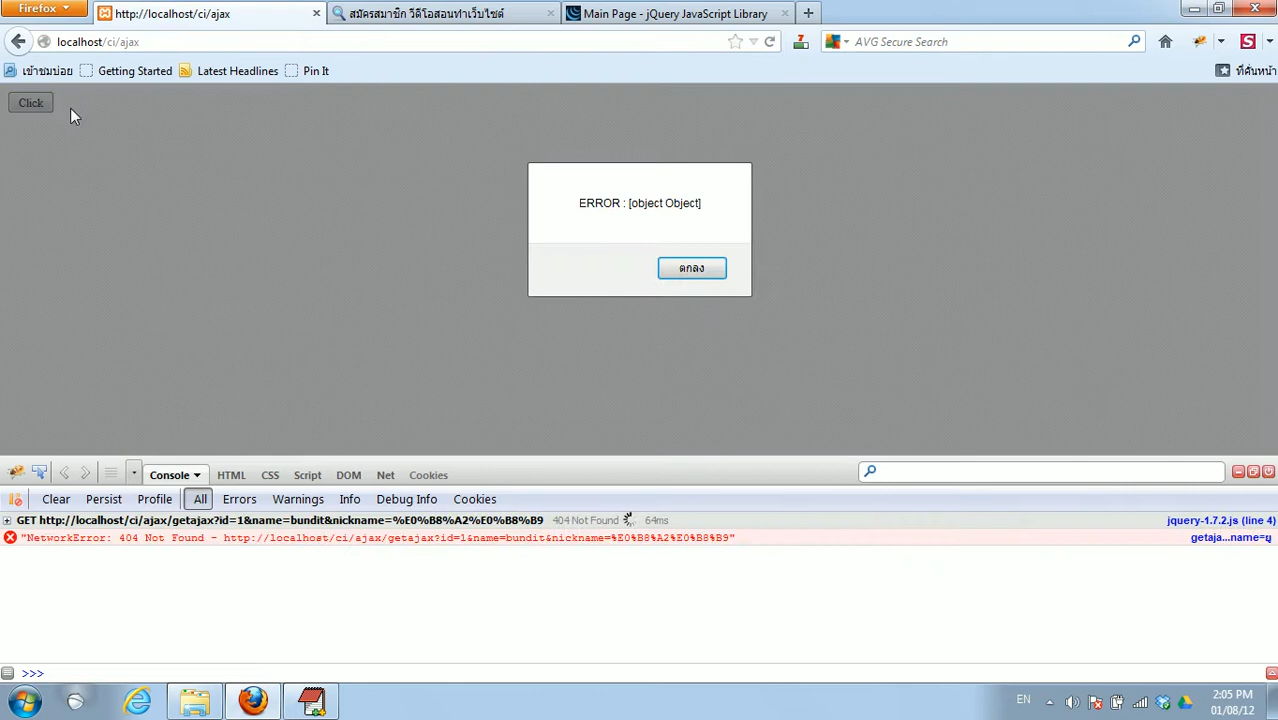 Firefox
http://localhost/ci/ajax
สมัครสมาชิก วีดีโอสอนทำเว็บไซต์
Main Page - jQuery JavaScript Library
localhost/ci/ajax
7
AVG Secure Search
S
เข้าชมบ่อย
Getting Started
Latest Headlines
Pin It
ที่คั่นหน้า
Click
ERROR : [object Object]
ตกลง
Console
HTML
CSS
Script
DOM
Net
Cookies
Clear
Persist
Profile
All
Errors
Warnings
Info
Debug Info
Cookies
GET http://localhost/ci/ajax/getajax?id=1&name=bundit&nickname=%E0%B8%A2%E0%B8%B9 404 Not Found 64ms
jquery-1.7.2.js (line 4)
"NetworkError: 404 Not Found - http://localhost/ci/ajax/getajax?id=1&name=bundit&nickname=%E0%B8%A2%E0%B8%B9"
getaja...name=ยู
>>>
EN
2:05 PM
01/08/12